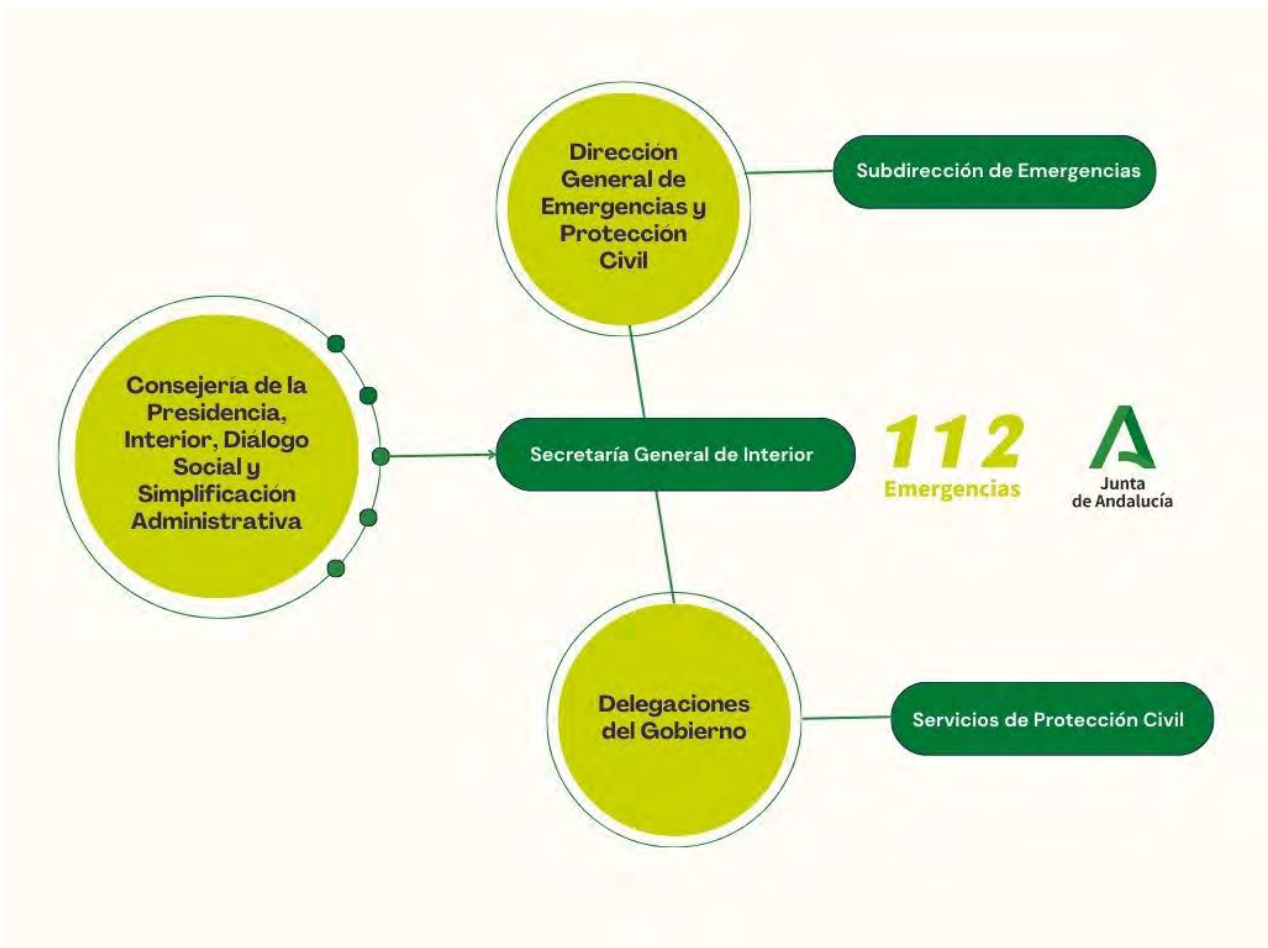 Dirección
General de
Emergencias y
Protección
Civil
Subdirección de Emergencias
Consejería de la
Presidencia,
Interior, Diálogo
Social y
Simplificación
Administrativa
Secretaría General de Interior
112
Emergencias
Junta
de Andalucía
Delegaciones
del Gobierno
Servicios de Protección Civil